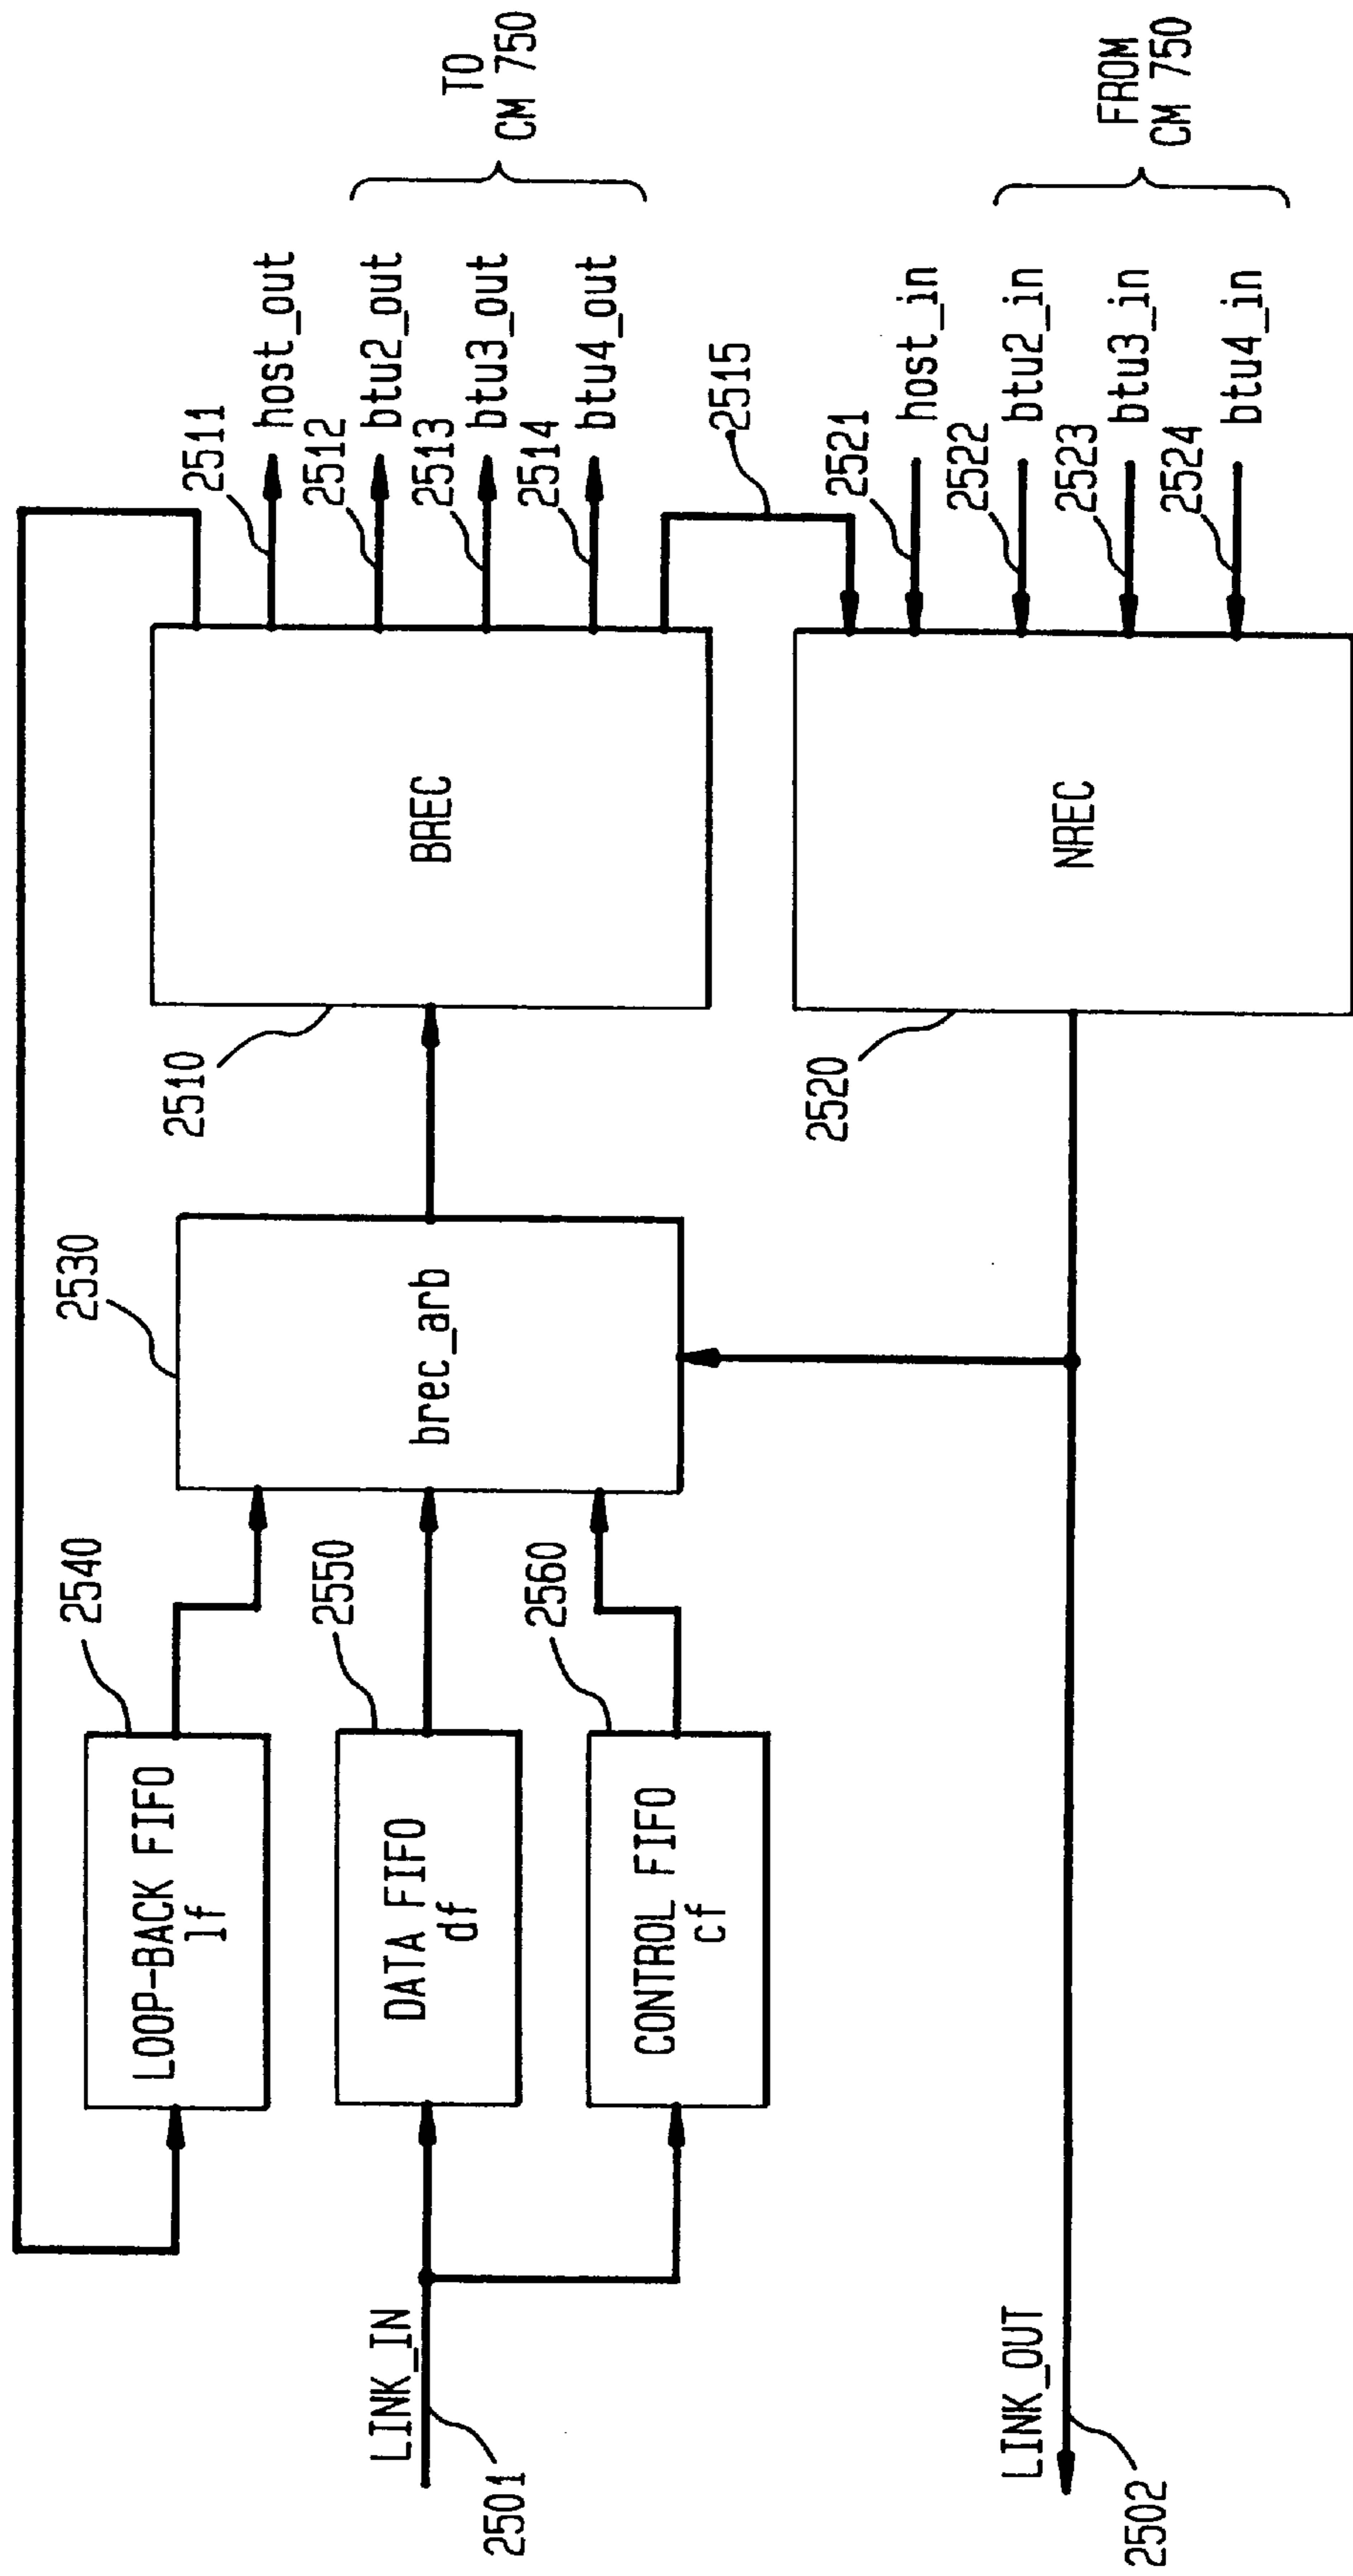 2540
LOOP-BACK FIFO
lf
2550
DATA FIFO
df
2560
CONTROL FIFO
cf
LINK_IN
2501
2530
brec_arb
2510
BREC
2511
host_out
2512
btu2_out
2513
btu3_out
2514
btu4_out
TO
CM 750
2515
2520
NREC
2521
host_in
2522
btu2_in
2523
btu3_in
2524
btu4_in
FROM
CM 750
LINK_OUT
2502